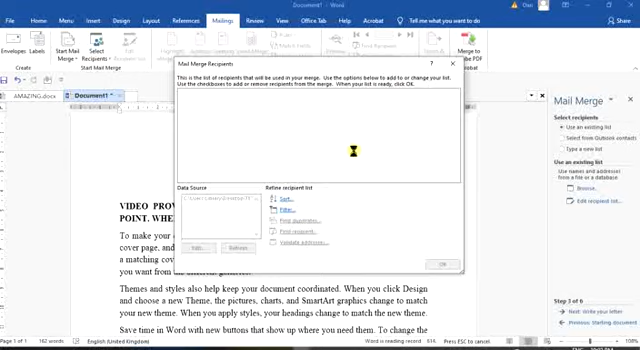 Document1 - Word
File
Home
Menu
Insert
Design
Layout
References
Mailings
Review
View
Office Tab
Help
Acrobat
Tell me what you want to do
Share
Envelopes
Labels
Start Mail Merge
Select Recipients
Merge to Adobe PDF
Start Mail Merge
AMAZING.docx
Document1 *
Mail Merge Recipients
This is the list of recipients that will be used in your merge. Use the options below to add to or change your list.
Use the checkboxes to add or remove recipients from the merge. When your list is ready, click OK.
Data Source
Refine recipient list
Sort...
Filter...
Find duplicates...
Find recipient...
Validate addresses...
Edit...
Refresh
OK
VIDEO PROV
POINT. WHE
To make your
cover page, and
a matching cov
you want from the different galleries.
Themes and styles also help keep your document coordinated. When you click Design
and choose a new Theme, the pictures, charts, and SmartArt graphics change to match
your new theme. When you apply styles, your headings change to match the new theme.
Save time in Word with new buttons that show up where you need them. To change the
Mail Merge
Select recipients
Use an existing list
Select from Outlook contacts
Type a new list
Use an existing list
Use names and addresses from a file or a database
Browse...
Edit recipient list...
Step 3 of 6
Next: Write your letter
Previous: Starting document
Page 1 of 1
162 words
English (United Kingdom)
Word is reading record
816
Press ESC to cancel.
100%